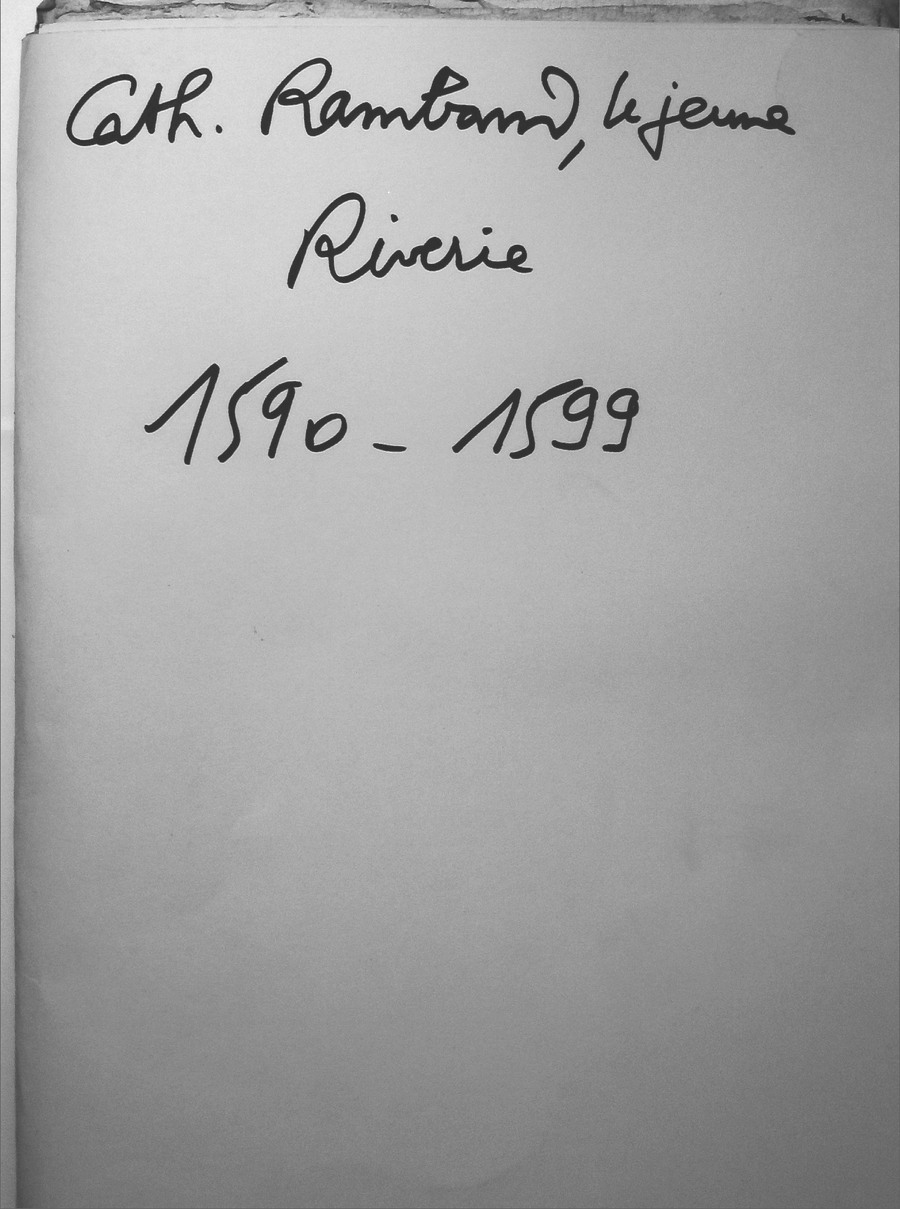 Cath. Rambaud, le jeune
Riverie
1590 - 1599